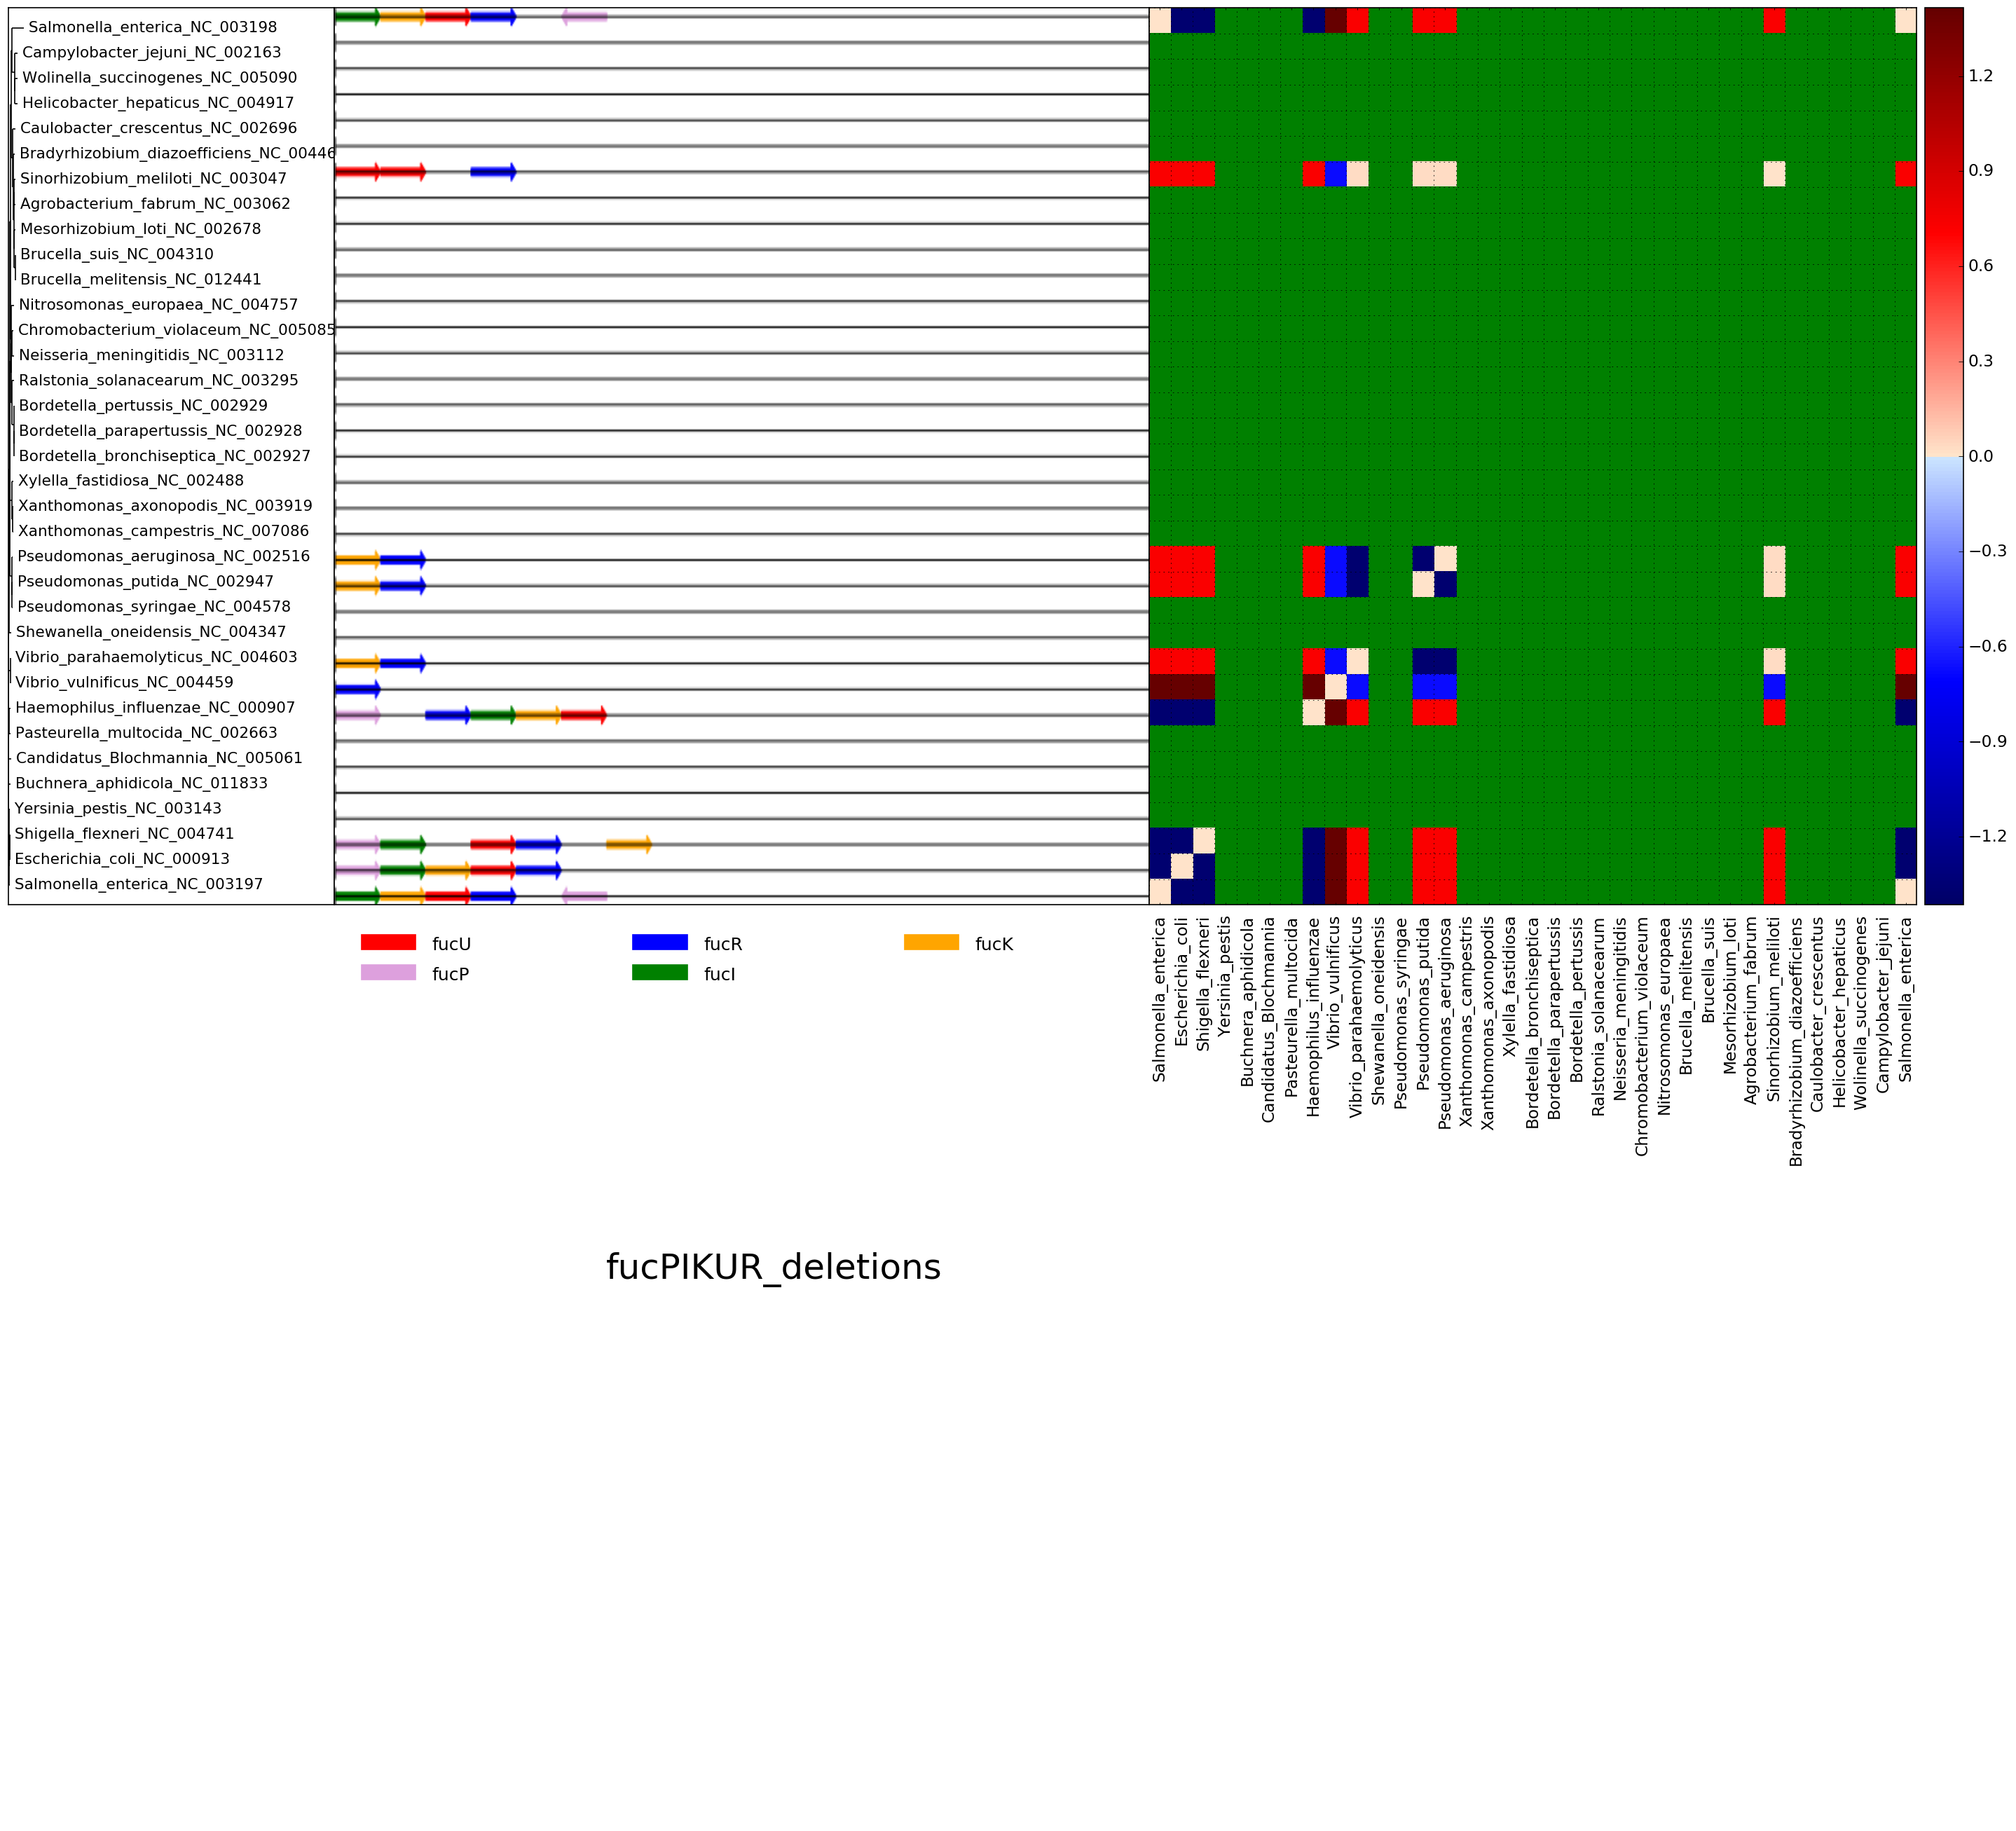 Salmonella_enterica_NC_003198
Campylobacter_jejuni_NC_002163
Wolinella_succinogenes_NC_005090
Helicobacter_hepaticus_NC_004917
Caulobacter_crescentus_NC_002696
Bradyrhizobium_diazoefficiens_NC_00446
Sinorhizobium_meliloti_NC_003047
Agrobacterium_fabrum_NC_003062
Mesorhizobium_loti_NC_002678
Brucella_suis_NC_004310
Brucella_melitensis_NC_012441
Nitrosomonas_europaea_NC_004757
Chromobacterium_violaceum_NC_005085
Neisseria_meningitidis_NC_003112
Ralstonia_solanacearum_NC_003295
Bordetella_pertussis_NC_002929
Bordetella_parapertussis_NC_002928
Bordetella_bronchiseptica_NC_002927
Xylella_fastidiosa_NC_002488
Xanthomonas_axonopodis_NC_003919
Xanthomonas_campestris_NC_007086
Pseudomonas_aeruginosa_NC_002516
Pseudomonas_putida_NC_002947
Pseudomonas_syringae_NC_004578
Shewanella_oneidensis_NC_004347
Vibrio_parahaemolyticus_NC_004603
Vibrio_vulnificus_NC_004459
Haemophilus_influenzae_NC_000907
Pasteurella_multocida_NC_002663
Candidatus_Blochmannia_NC_005061
Buchnera_aphidicola_NC_011833
Yersinia_pestis_NC_003143
Shigella_flexneri_NC_004741
Escherichia_coli_NC_000913
Salmonella_enterica_NC_003197
1.2
0.9
0.6
0.3
0.0
−0.3
−0.6
−0.9
−1.2
fucU fucR fucK
fucP fucI
Salmonella_enterica
Escherichia_coli
Shigella_flexneri
Yersinia_pestis
Buchnera_aphidicola
Candidatus_Blochmannia
Pasteurella_multocida
Haemophilus_influenzae
Vibrio_vulnificus
Vibrio_parahaemolyticus
Shewanella_oneidensis
Pseudomonas_syringae
Pseudomonas_putida
Pseudomonas_aeruginosa
Xanthomonas_campestris
Xanthomonas_axonopodis
Xylella_fastidiosa
Bordetella_bronchiseptica
Bordetella_parapertussis
Bordetella_pertussis
Ralstonia_solanacearum
Neisseria_meningitidis
Chromobacterium_violaceum
Nitrosomonas_europaea
Brucella_melitensis
Brucella_suis
Mesorhizobium_loti
Agrobacterium_fabrum
Sinorhizobium_meliloti
Bradyrhizobium_diazoefficiens
Caulobacter_crescentus
Helicobacter_hepaticus
Wolinella_succinogenes
Campylobacter_jejuni
Salmonella_enterica
fucPIKUR_deletions